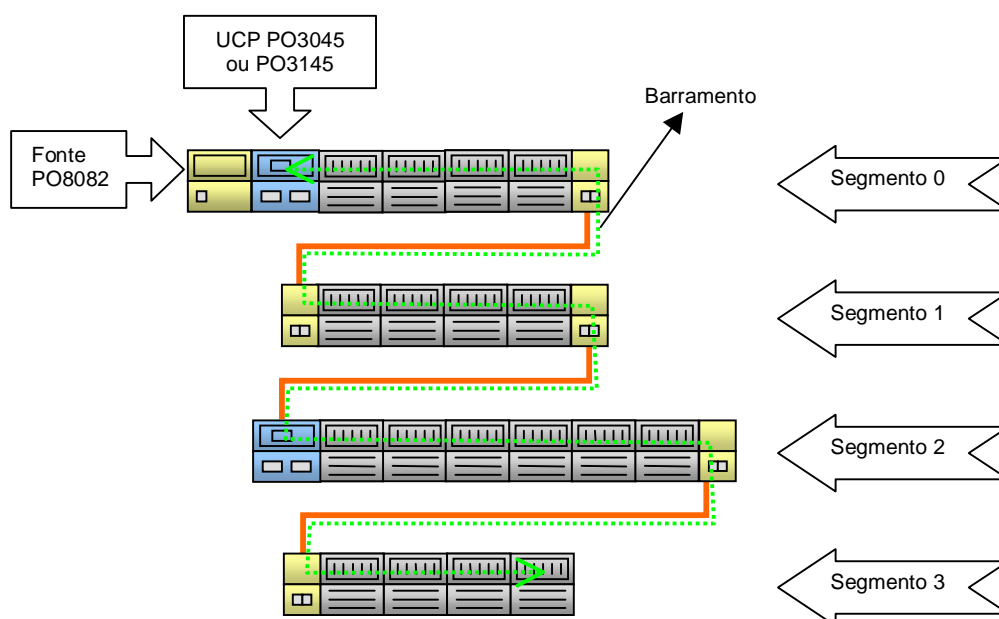 UCP PO3045
ou PO3145
Barramento
Fonte
PO8082
Segmento 0
Segmento 1
Segmento 2
Segmento 3